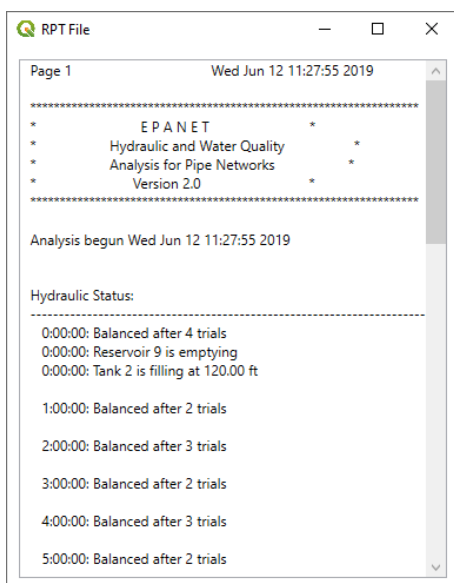 RPT File
Page 1 Wed Jun 12 11:27:55 2019
******************************************************************
* E P A N E T *
* Hydraulic and Water Quality *
* Analysis for Pipe Networks *
* Version 2.0 *
******************************************************************
Analysis begun Wed Jun 12 11:27:55 2019
Hydraulic Status:
-----------------------------------------------------------------------
0:00:00: Balanced after 4 trials
0:00:00: Reservoir 9 is emptying
0:00:00: Tank 2 is filling at 120.00 ft
1:00:00: Balanced after 2 trials
2:00:00: Balanced after 3 trials
3:00:00: Balanced after 2 trials
4:00:00: Balanced after 3 trials
5:00:00: Balanced after 2 trials